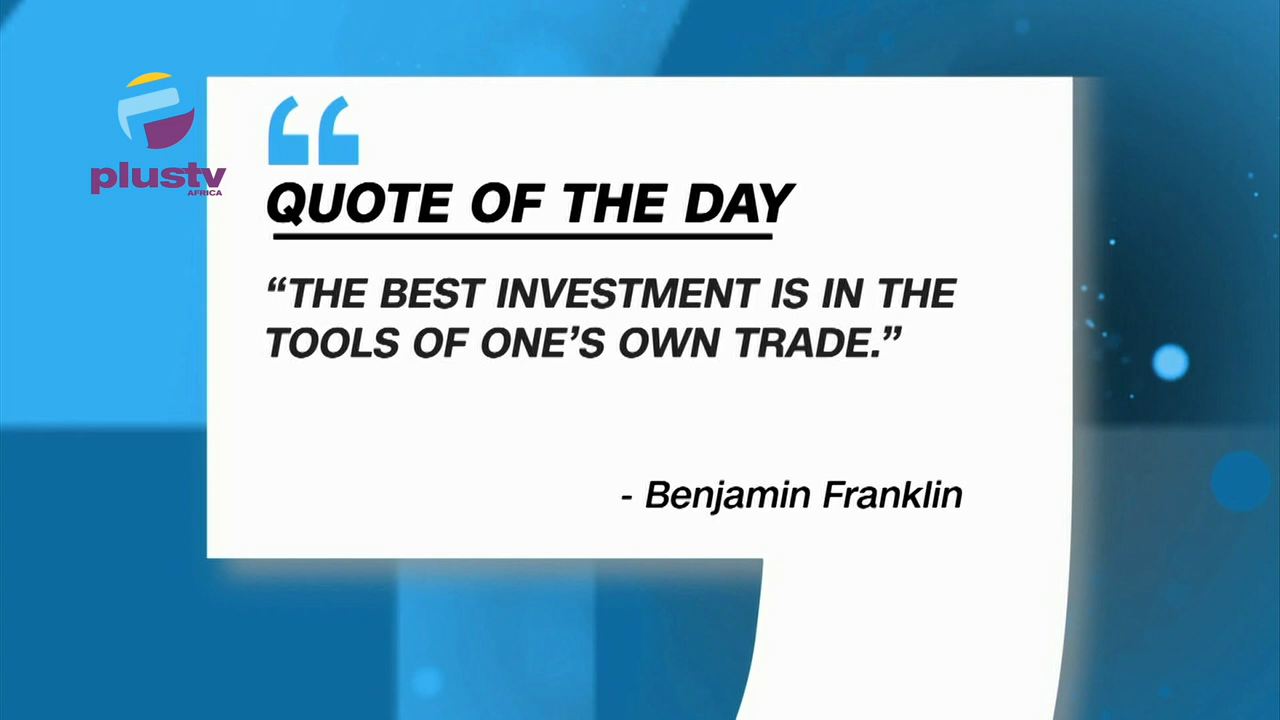 plustv
AFRICA
QUOTE OF THE DAY
“THE BEST INVESTMENT IS IN THE
TOOLS OF ONE’S OWN TRADE.”
- Benjamin Franklin